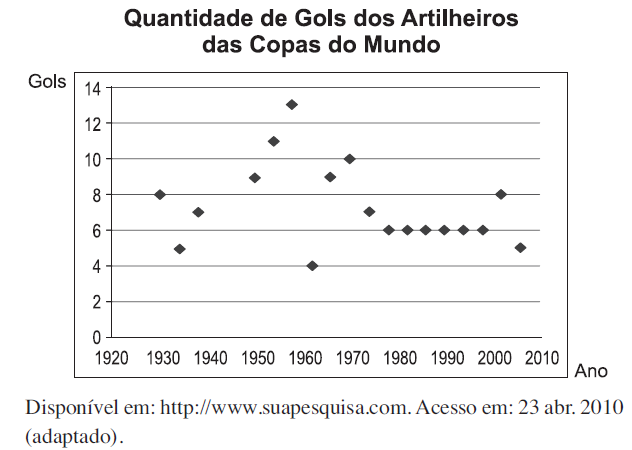 Quantidade de Gols dos Artilheiros
das Copas do Mundo
Gols
14
12
10
8
6
4
2
0
1920 1930 1940 1950 1960 1970 1980 1990 2000 2010
Ano
Disponível em: http://www.suapesquisa.com. Acesso em: 23 abr. 2010
(adaptado).